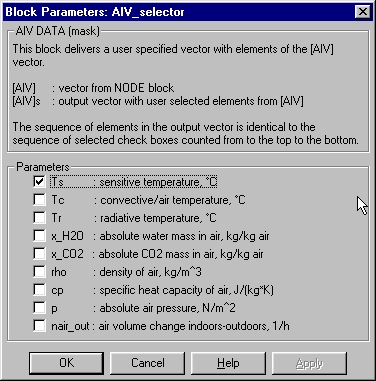 Block Parameters: AIV_selector
AIV DATA (mask)
This block delivers a user specified vector with elements of the [AIV]
vector.
[AIV] : vector from NODE block
[AIV]s : output vector with user selected elements from [AIV]
The sequence of elements in the output vector is identical to the
sequence of selected check boxes counted from to the top to the bottom.
Parameters
Ts : sensitive temperature, °C
Tc : convective/air temperature, °C
Tr : radiative temperature, °C
x_H2O : absolute water mass in air, kg/kg air
x_CO2 : absolute CO2 mass in air, kg/kg air
rho : density of air, kg/m^3
cp : specific heat capacity of air, J/(kg*K)
p : absolute air pressure, N/m^2
nair_out : air volume change indoors-outdoors, 1/h
OK Cancel Help Apply